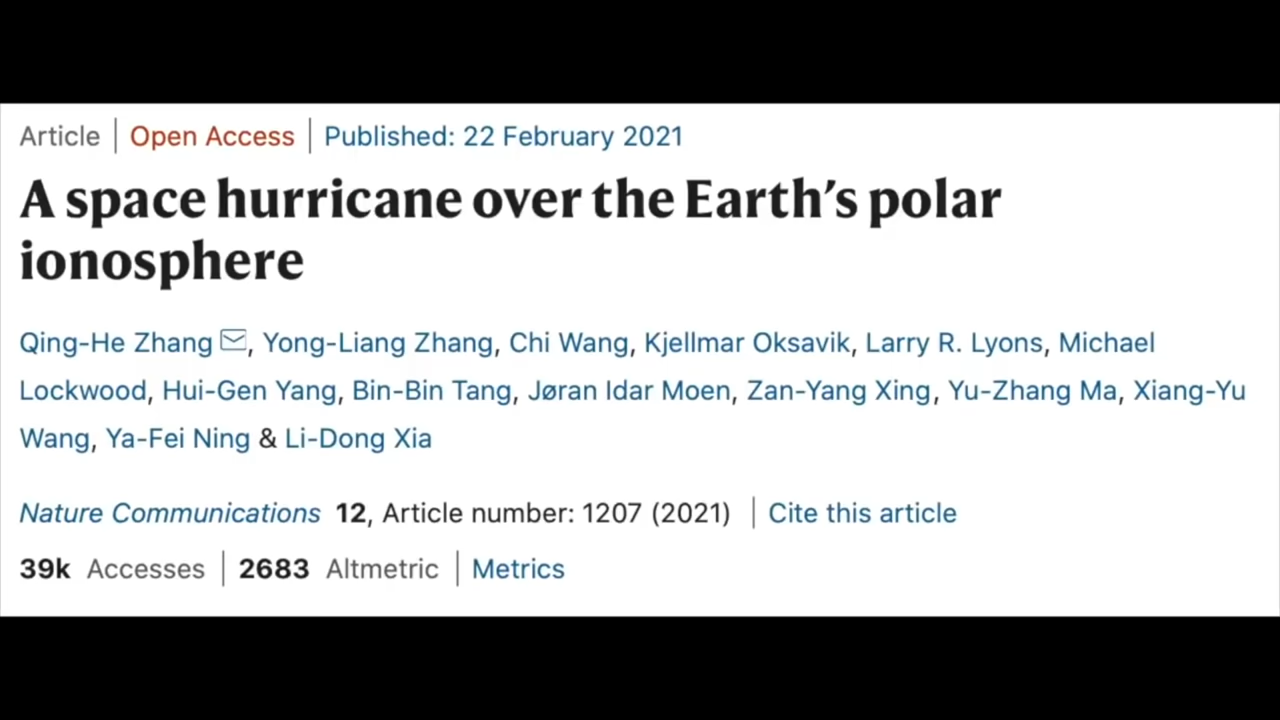 Article | Open Access | Published: 22 February 2021
A space hurricane over the Earth’s polar
ionosphere
Qing-He Zhang, Yong-Liang Zhang, Chi Wang, Kjellmar Oksavik, Larry R. Lyons, Michael
Lockwood, Hui-Gen Yang, Bin-Bin Tang, Jøran Idar Moen, Zan-Yang Xing, Yu-Zhang Ma, Xiang-Yu
Wang, Ya-Fei Ning & Li-Dong Xia
Nature Communications 12, Article number: 1207 (2021) | Cite this article
39k Accesses | 2683 Altmetric | Metrics